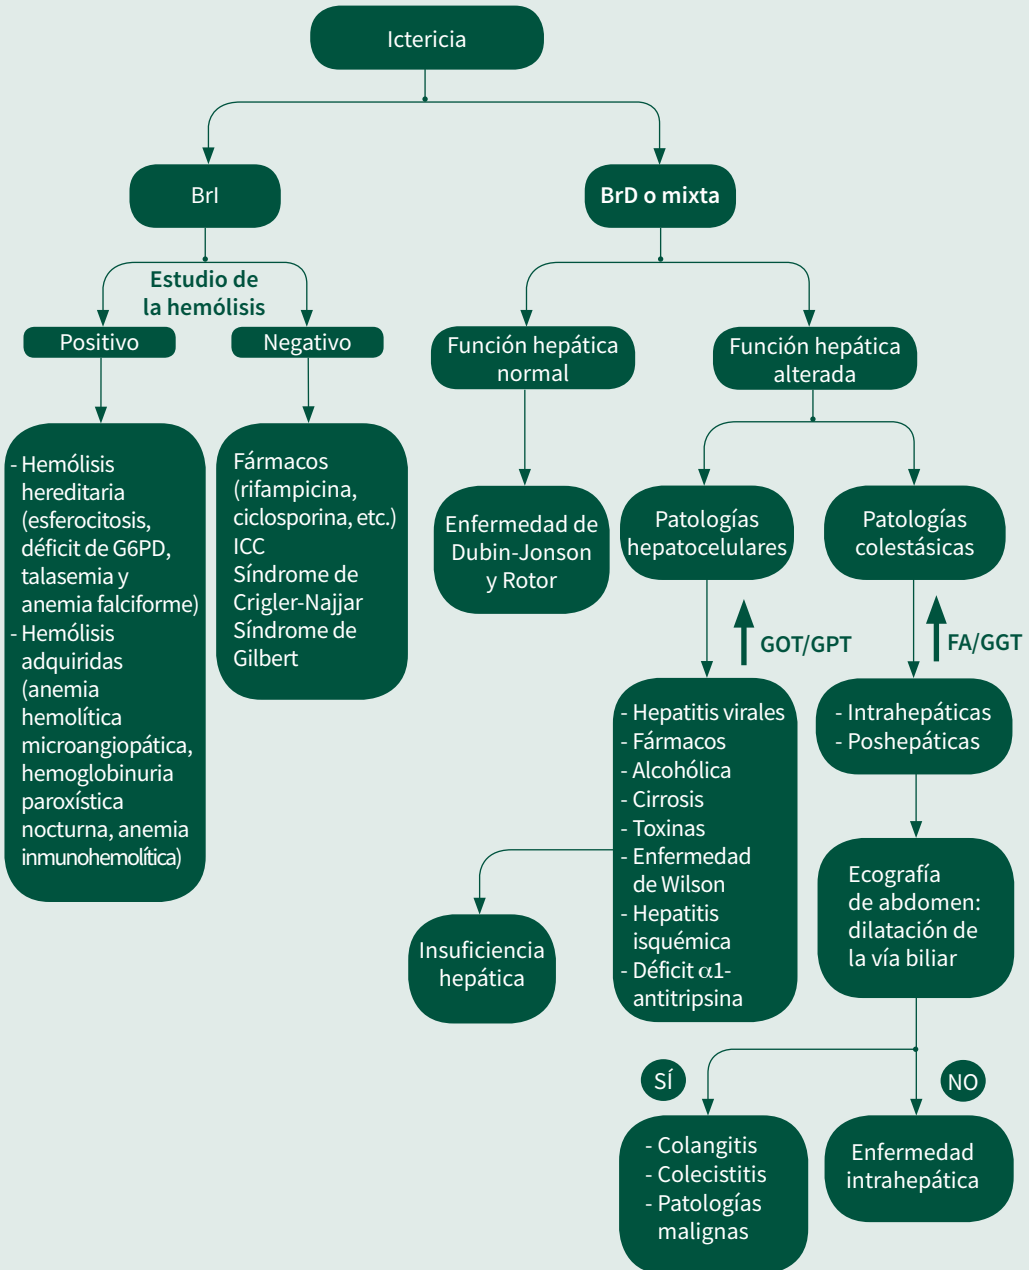 Ictericia
BrI
BrD o mixta
Estudio de
la hemólisis
Positivo
Negativo
- Hemólisis
hereditaria
(esferocitosis,
déficit de G6PD,
talasemia y
anemia falciforme)
- Hemólisis
adquiridas
(anemia
hemolítica
microangiopática,
hemoglobinuria
paroxística
nocturna, anemia
inmunohemolítica)
Fármacos
(rifampicina,
ciclosporina, etc.)
ICC
Síndrome de
Crigler-Najjar
Síndrome de
Gilbert
Función hepática
normal
Función hepática
alterada
Enfermedad de
Dubin-Jonson
y Rotor
Patologías
hepatocelulares
Patologías
colestásicas
GOT/GPT
FA/GGT
- Hepatitis virales
- Fármacos
- Alcohólica
- Cirrosis
- Toxinas
- Enfermedad
de Wilson
- Hepatitis
isquémica
- Déficit α1-
antitripsina
Insuficiencia
hepática
- Intrahepáticas
- Poshepáticas
Ecografía
de abdomen:
dilatación de
la vía biliar
SÍ
NO
- Colangitis
- Colecistitis
- Patologías
malignas
Enfermedad
intrahepática